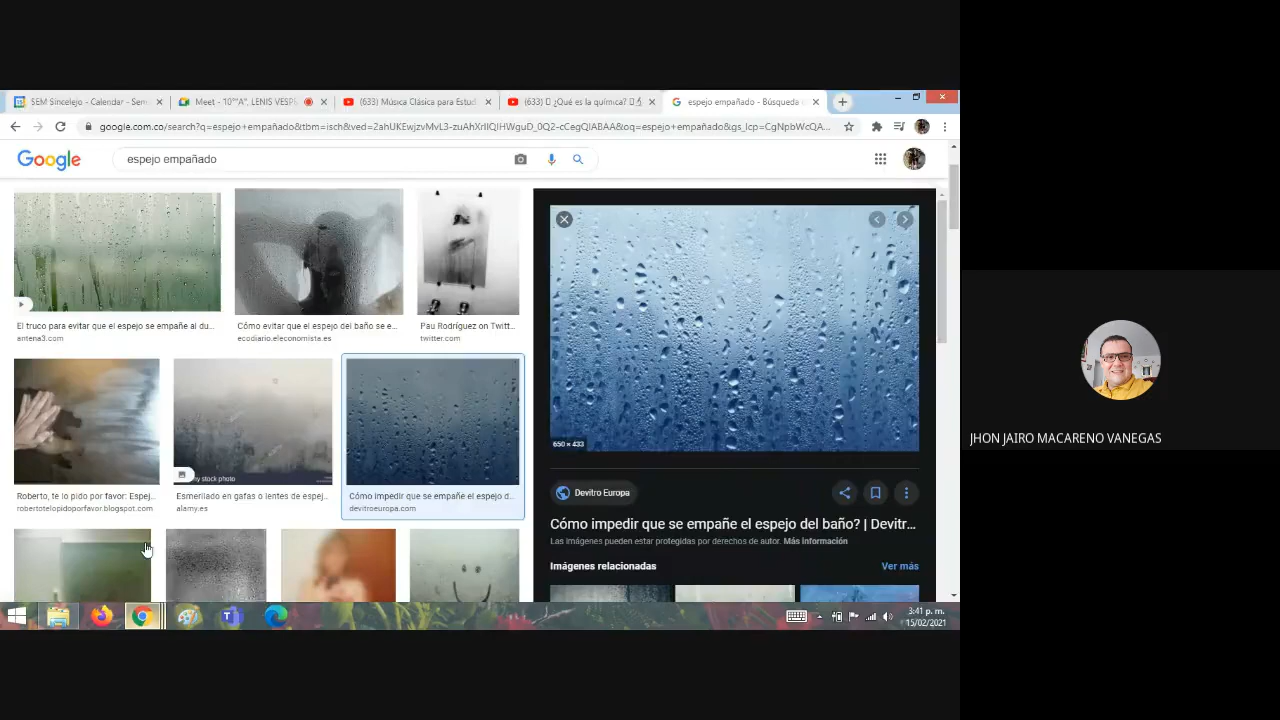 SEM Sincelejo - Calendar - Sem
Meet - 10°"A", LENIS VESP
(633) Música Clásica para Estud
(633) ¿Qué es la química?
espejo empañado - Búsqueda
google.com.co/search?q=espejo+empañado&tbm=isch&ved=2ahUKEwjzvMvL3-zuAhXrIIQIHWguD_0Q2-cCegQIABAA&oq=espejo+empañado&gs_lcp=CgNpbWcQA...
Google
espejo empañado
El truco para evitar que el espejo se empañe al du...
antena3.com
Cómo evitar que el espejo del baño se e...
ecodiario.eleconomista.es
Pau Rodríguez on Twitt...
twitter.com
my stock photo
Roberto, te lo pido por favor: Espej...
robertotelopidoporfavor.blogspot.com
Esmerilado en gafas o lentes de espej...
alamy.es
Cómo impedir que se empañe el espejo d...
devitroeuropa.com
650 × 433
Devitro Europa
Cómo impedir que se empañe el espejo del baño? | Devitr...
Las imágenes pueden estar protegidas por derechos de autor. Más información
Imágenes relacionadas
Ver más
3:41 p. m.
15/02/2021
JHON JAIRO MACARENO VANEGAS